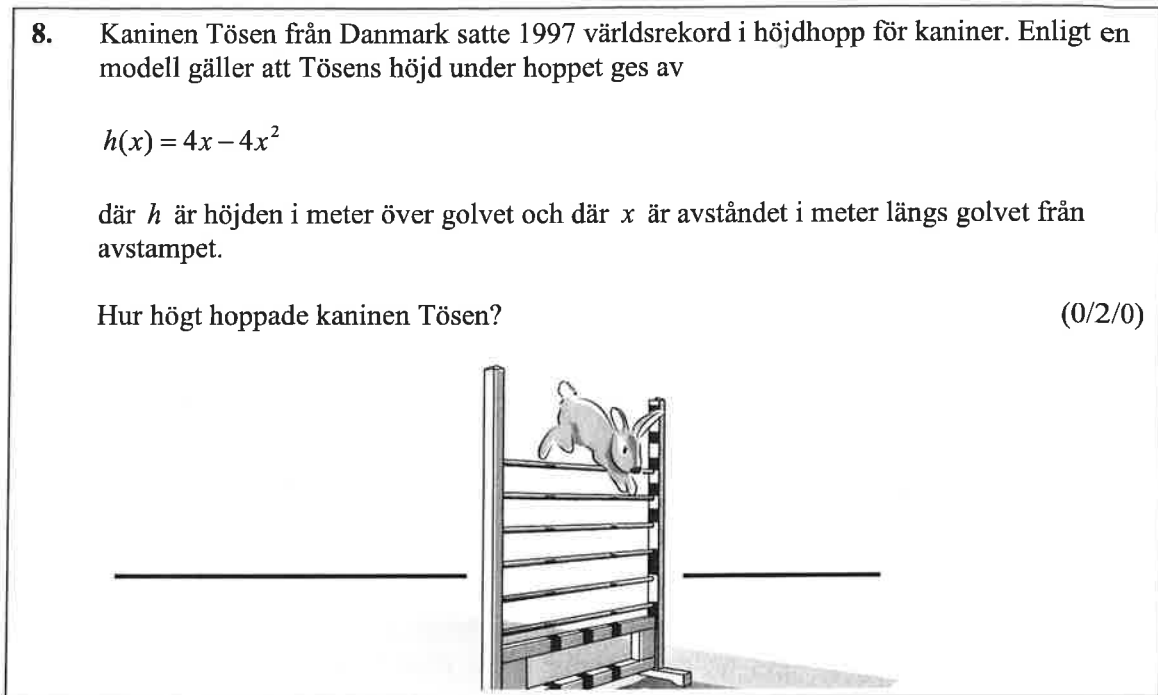 8. Kaninen Tösen från Danmark satte 1997 världsrekord i höjdhopp för kaniner. Enligt en
modell gäller att Tösens höjd under hoppet ges av
h(x) = 4x − 4x²
där h är höjden i meter över golvet och där x är avståndet i meter längs golvet från
avstampet.
Hur högt hoppade kaninen Tösen? (0/2/0)